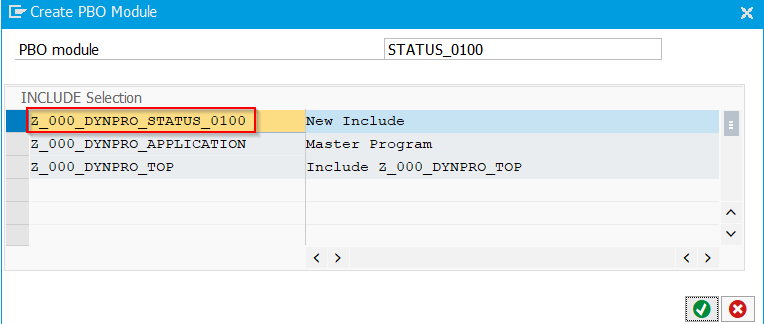 Create PBO Module
PBO module STATUS_0100
INCLUDE Selection
Z_000_DYNPRO_STATUS_0100 New Include
Z_000_DYNPRO_APPLICATION Master Program
Z_000_DYNPRO_TOP Include Z_000_DYNPRO_TOP